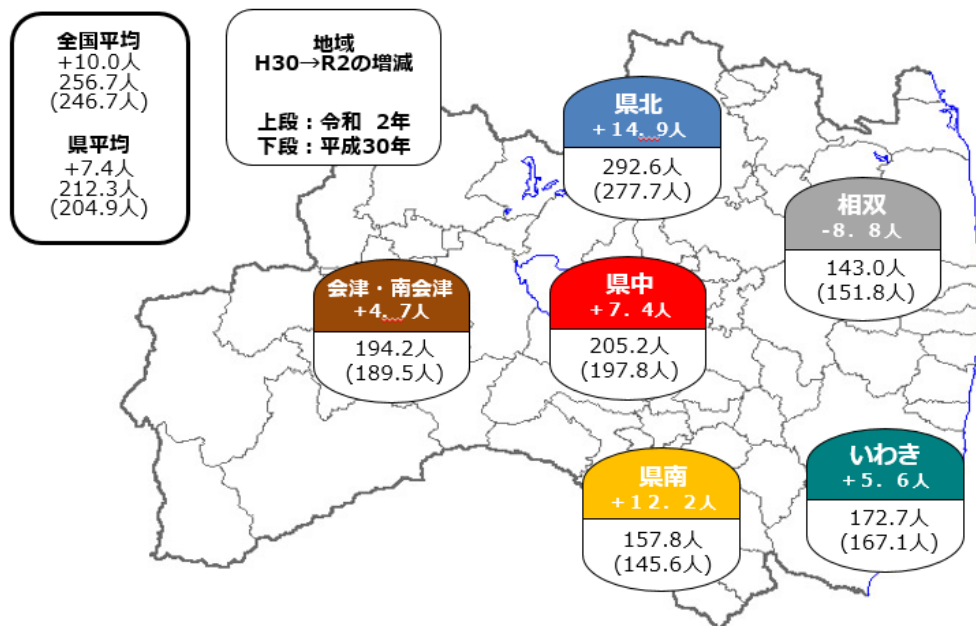 全国平均
+10.0人
256.7人
(246.7人)
県平均
+7.4人
212.3人
(204.9人)
地域
H30→R2の増減
上段：令和 2年
下段：平成30年
県北
＋14．9人
292.6人
(277.7人)
相双
-8．8人
143.0人
(151.8人)
会津・南会津
+4．7人
194.2人
(189.5人)
県中
＋7．4人
205.2人
(197.8人)
県南
＋12．2人
157.8人
(145.6人)
いわき
＋5．6人
172.7人
(167.1人)